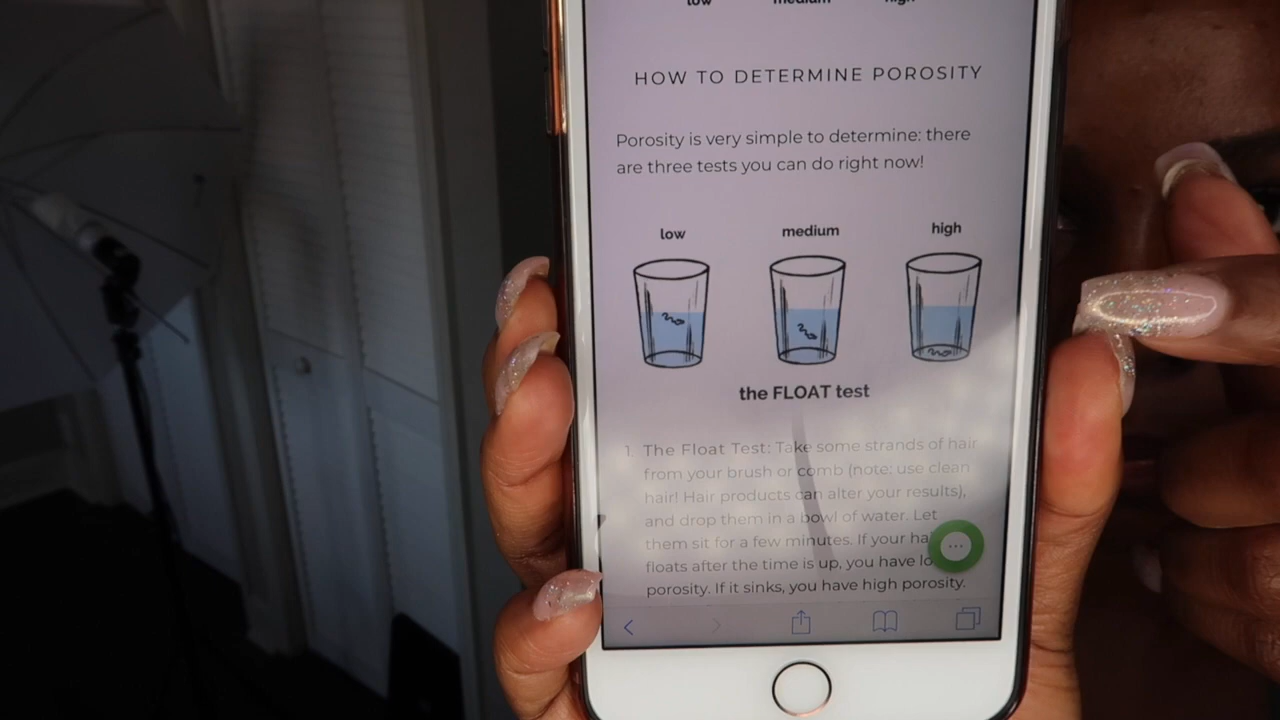 low medium high
HOW TO DETERMINE POROSITY
Porosity is very simple to determine: there
are three tests you can do right now!
low medium high
the FLOAT test
1. The Float Test: Take some strands of hair
from your brush or comb (note: use clean
hair! Hair products can alter your results),
and drop them in a bowl of water. Let
them sit for a few minutes. If your
floats after the time is up, you have
porosity. If it sinks, you have high porosity.